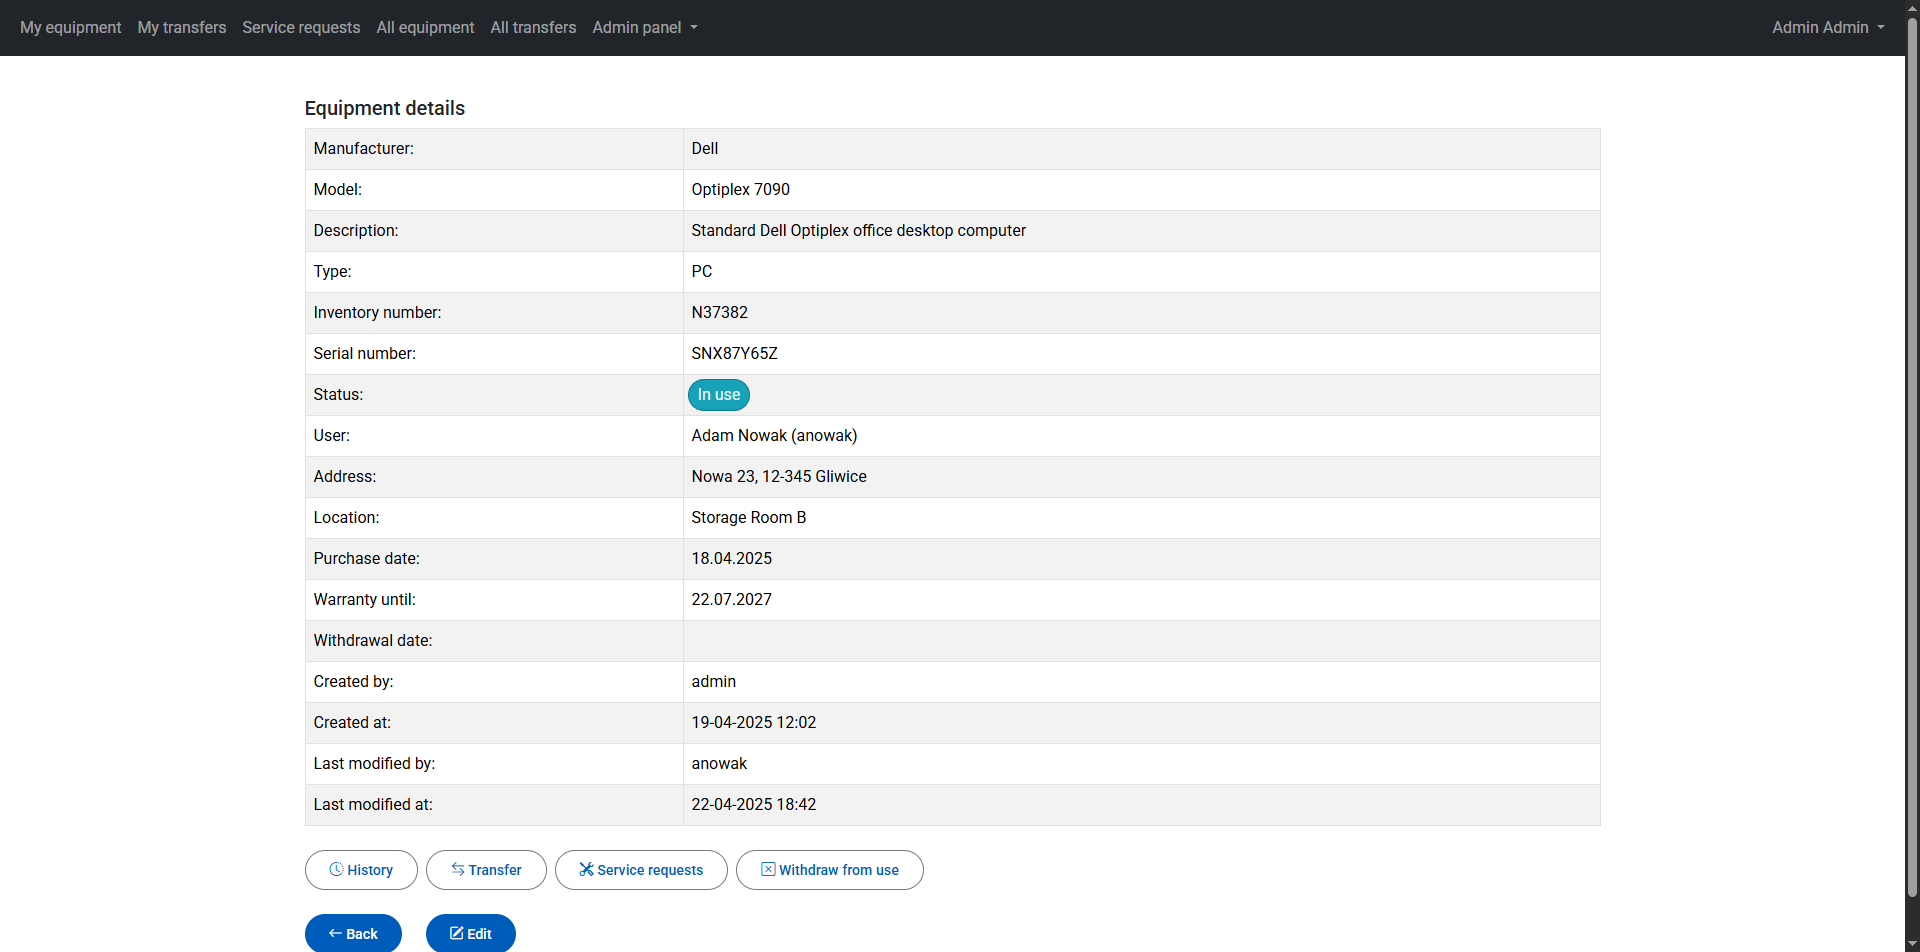 My equipment My transfers Service requests All equipment All transfers Admin panel Admin Admin
Equipment details
Manufacturer: Dell
Model: Optiplex 7090
Description: Standard Dell Optiplex office desktop computer
Type: PC
Inventory number: N37382
Serial number: SNX87Y65Z
Status: In use
User: Adam Nowak (anowak)
Address: Nowa 23, 12-345 Gliwice
Location: Storage Room B
Purchase date: 18.04.2025
Warranty until: 22.07.2027
Withdrawal date:
Created by: admin
Created at: 19-04-2025 12:02
Last modified by: anowak
Last modified at: 22-04-2025 18:42
History Transfer Service requests Withdraw from use
Back Edit